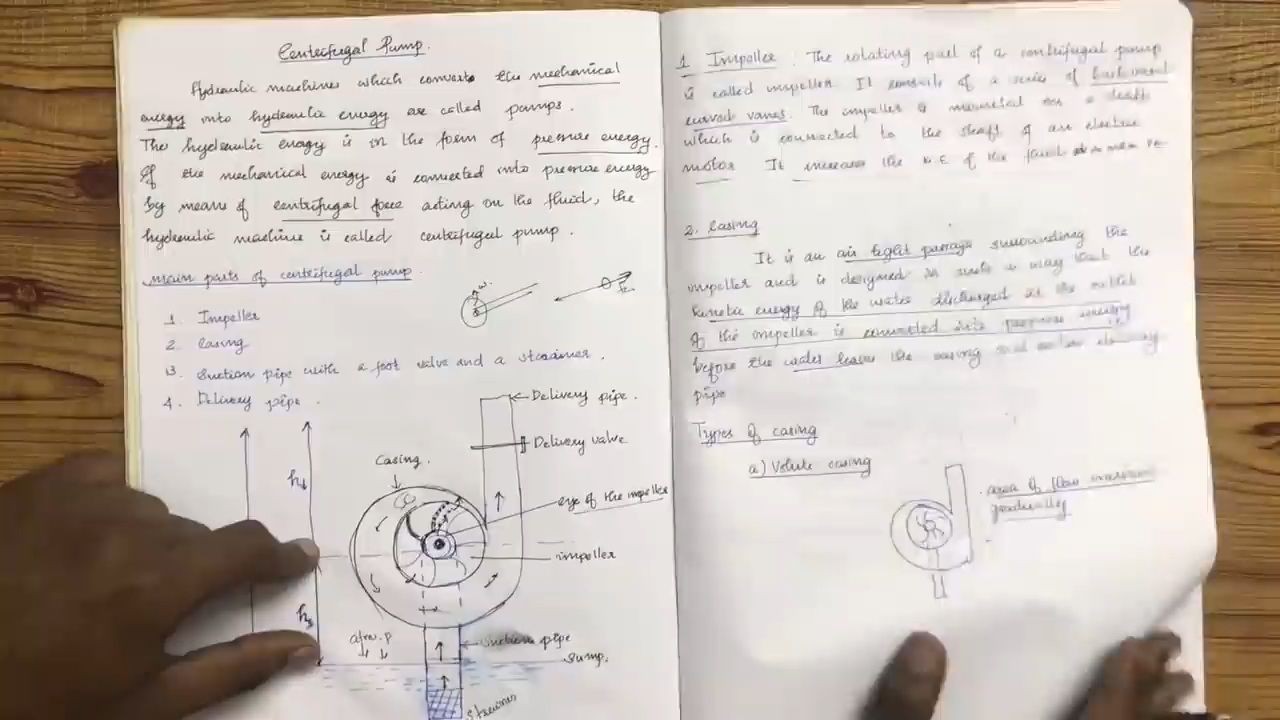 Centrifugal Pump.
Hydraulic machines which converts the mechanical
energy into hydraulic energy are called pumps.
The hydraulic energy is in the form of pressure energy.
If the mechanical energy is converted into pressure energy
by means of centrifugal force acting on the fluid, the
hydraulic machine is called centrifugal pump.
main parts of centrifugal pump
1. Impeller
2. Casing
3. Suction pipe with a foot valve and a strainer.
4. Delivery pipe.
ω.
Delivery pipe.
Delivery valve
Casing.
hd
eye of the impeller
impeller
hs
atm. P
suction pipe
Sump.
Strainer
1 Impeller : The rotating part of a centrifugal pump
is called impeller. It consists of a series of backward
curved vanes. The impeller is mounted on a shaft
which is connected to the shaft of an electric
motor It increases the K.E of the fluid
2. Casing
It is an air tight passage surrounding the
impeller and is designed in such a way that the
kinetic energy of the water discharged at the outlet
of the impeller is converted into pressure energy
before the water leaves the casing and enters delivery
pipe
Types of casing
a) Volute casing
area of flow increases
gradually